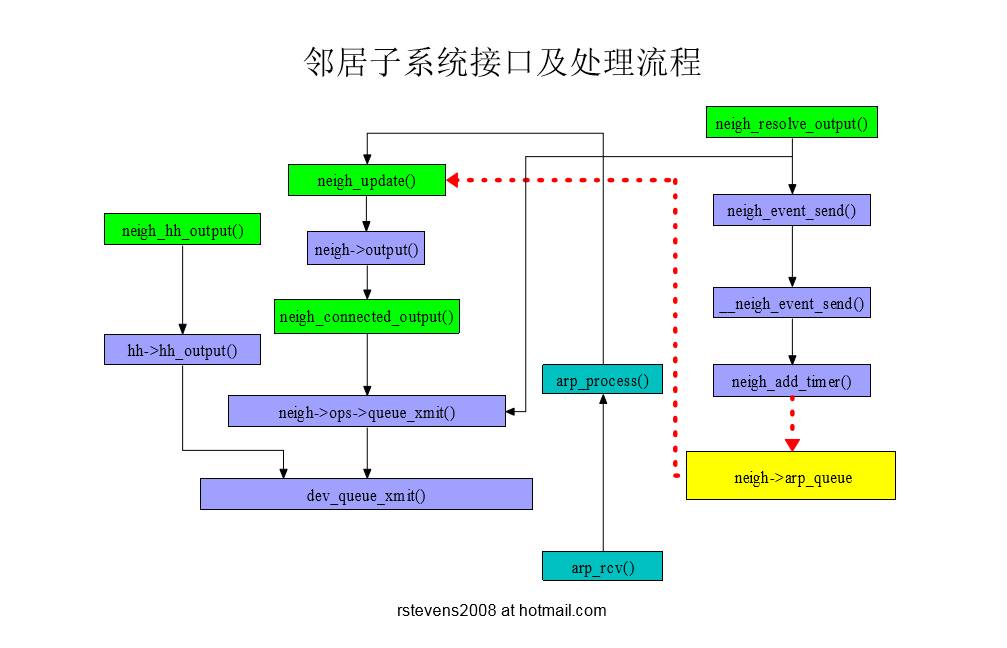 邻居子系统接口及处理流程
neigh_resolve_output()
neigh_update()
neigh_event_send()
neigh_hh_output()
neigh->output()
__neigh_event_send()
neigh_connected_output()
hh->hh_output()
arp_process()
neigh_add_timer()
neigh->ops->queue_xmit()
neigh->arp_queue
dev_queue_xmit()
arp_rcv()
rstevens2008 at hotmail.com